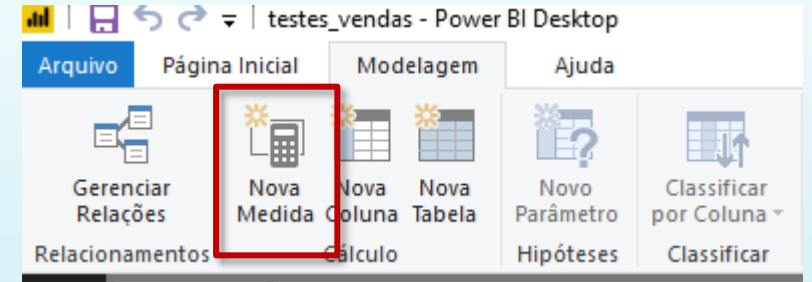 testes_vendas - Power BI Desktop
Arquivo Página Inicial Modelagem Ajuda
Gerenciar Relações
Nova Medida
Nova Coluna
Nova Tabela
Novo Parâmetro
Classificar por Coluna
Relacionamentos Cálculo Hipóteses Classificar